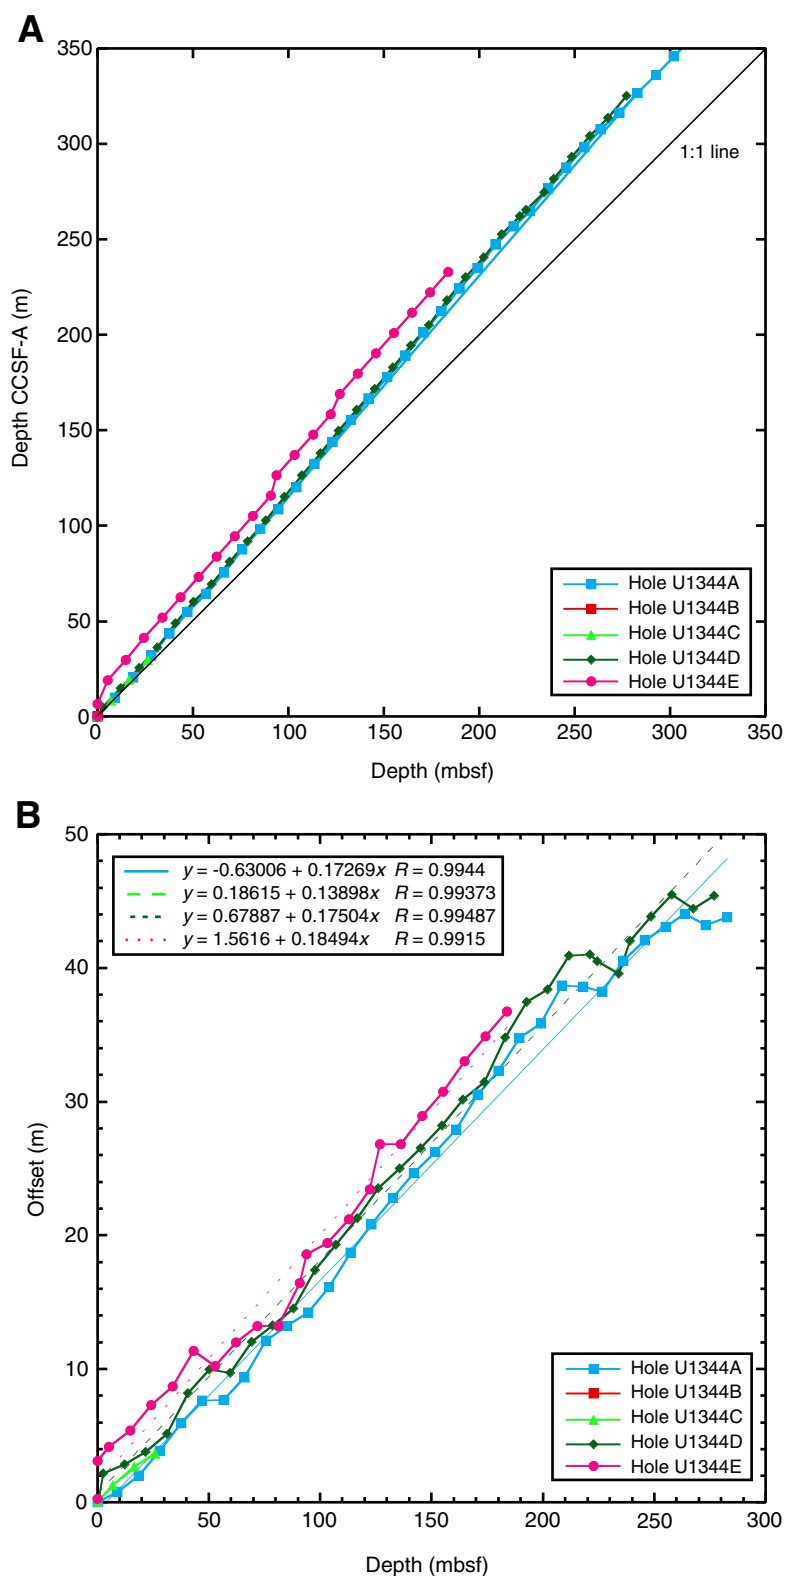 A
350
300
250
200
150
100
50
0
Depth CCSF-A (m)
1:1 line
Hole U1344A
Hole U1344B
Hole U1344C
Hole U1344D
Hole U1344E
0 50 100 150 200 250 300 350
Depth (mbsf)
B
50
40
30
20
10
0
Offset (m)
y = -0.63006 + 0.17269x R = 0.9944
y = 0.18615 + 0.13898x R = 0.99373
y = 0.67887 + 0.17504x R = 0.99487
y = 1.5616 + 0.18494x R = 0.9915
Hole U1344A
Hole U1344B
Hole U1344C
Hole U1344D
Hole U1344E
0 50 100 150 200 250 300
Depth (mbsf)